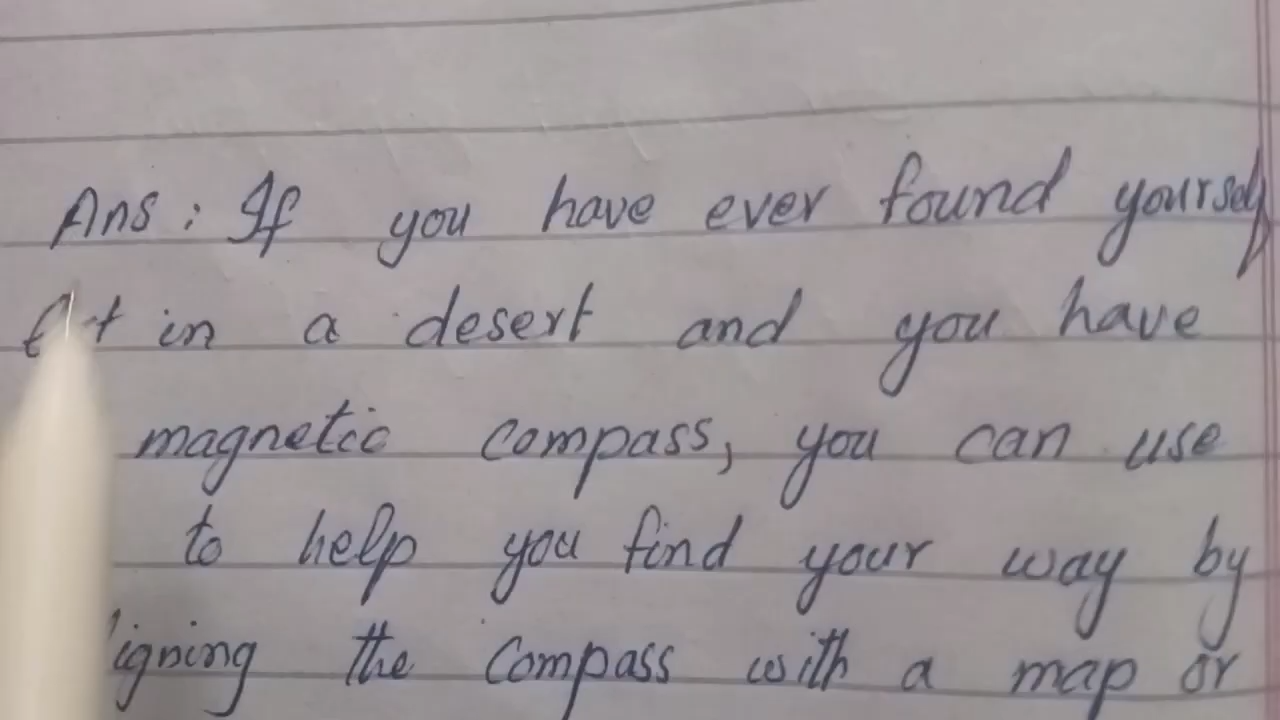 Ans : If you have ever found yourself
in a desert and you have
magnetic compass, you can use
to help you find your way by
the compass with a map or